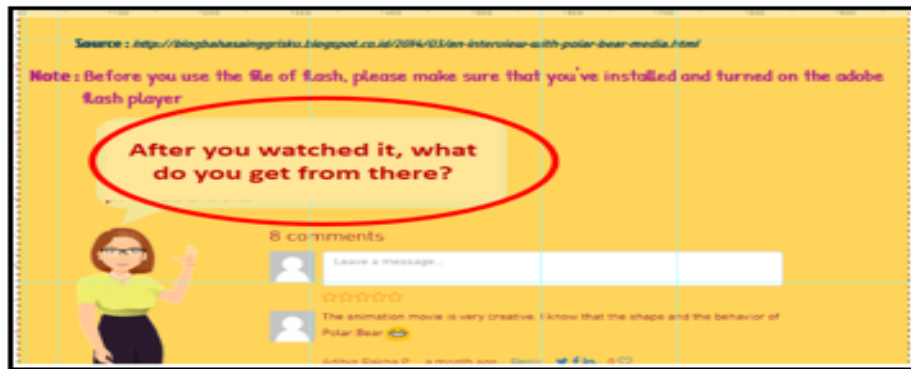 Source : http://blogbahasainggrisku.blogspot.co.id/2014/03/an-interview-with-polar-bear-media.html
Note : Before you use the file of flash, please make sure that you've installed and turned on the adobe
flash player
After you watched it, what
do you get from there?
8 comments
Leave a message...
The animation movie is very creative. I know that the shape and the behavior of
Polar Bear
Aditya Rekha P... a month ago Reply 0